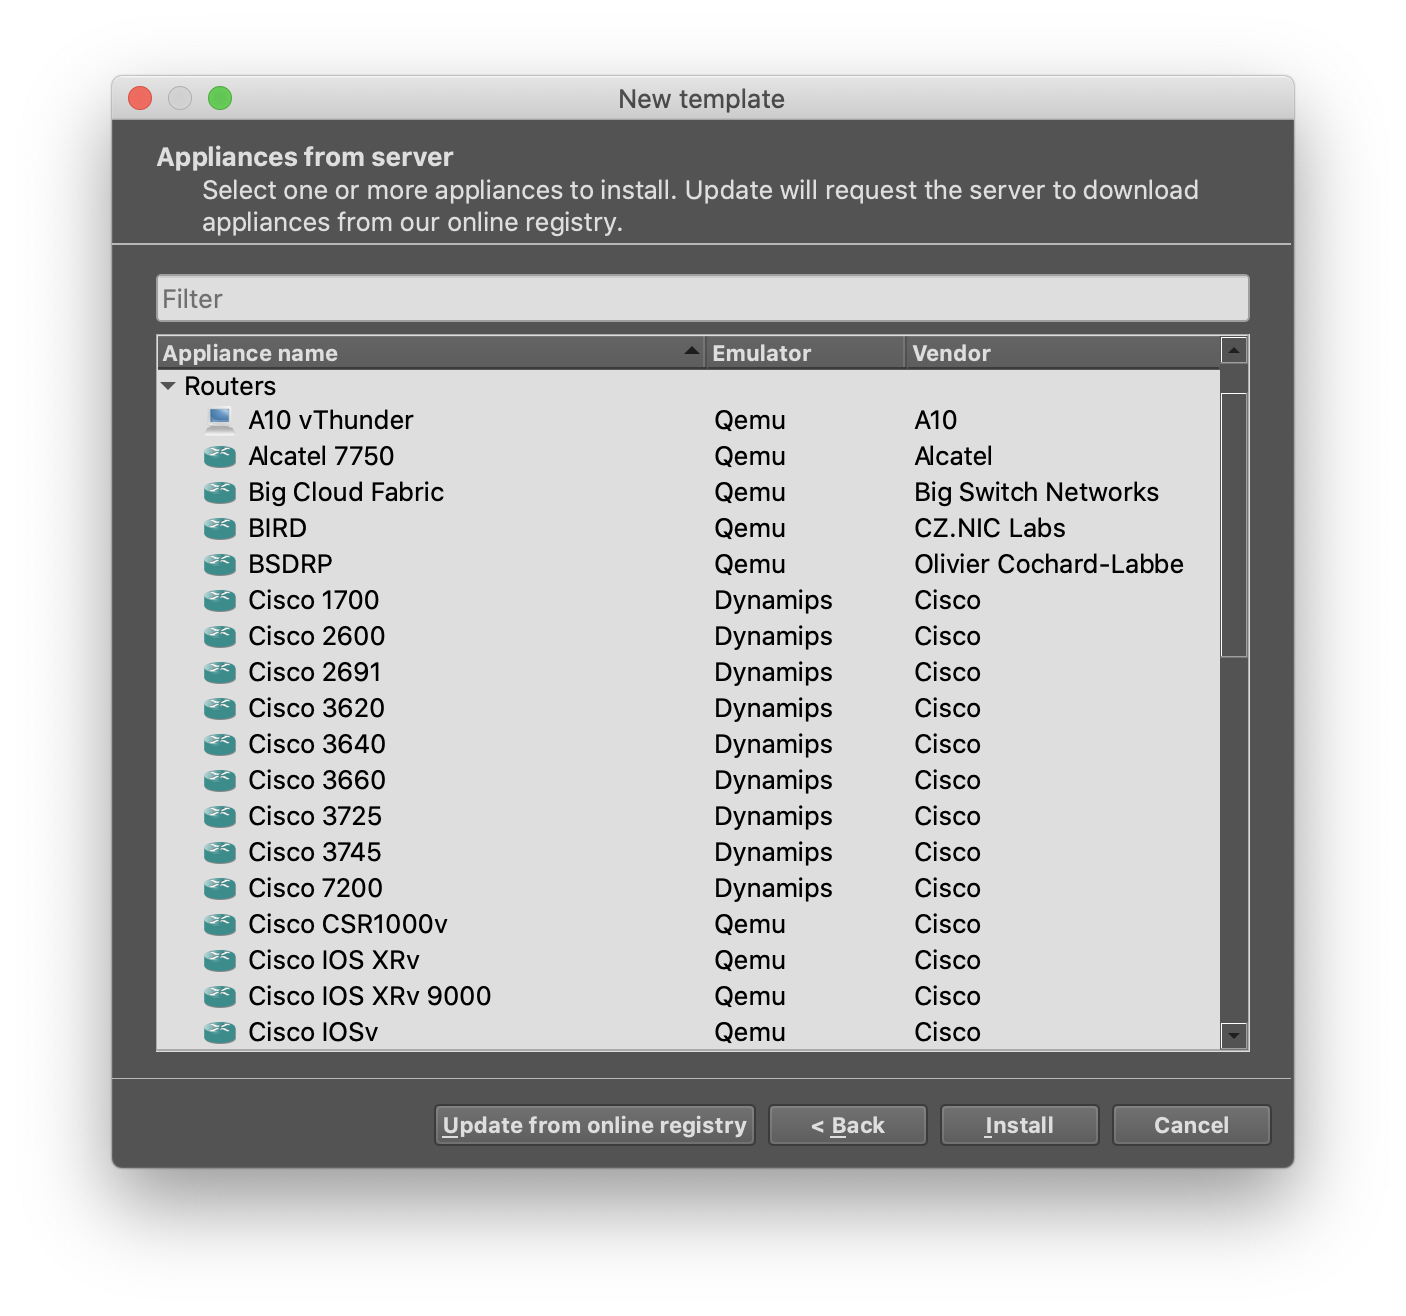 New template
Appliances from server
Select one or more appliances to install. Update will request the server to download
appliances from our online registry.
Filter
Appliance name Emulator Vendor
Routers
A10 vThunder Qemu A10
Alcatel 7750 Qemu Alcatel
Big Cloud Fabric Qemu Big Switch Networks
BIRD Qemu CZ.NIC Labs
BSDRP Qemu Olivier Cochard-Labbe
Cisco 1700 Dynamips Cisco
Cisco 2600 Dynamips Cisco
Cisco 2691 Dynamips Cisco
Cisco 3620 Dynamips Cisco
Cisco 3640 Dynamips Cisco
Cisco 3660 Dynamips Cisco
Cisco 3725 Dynamips Cisco
Cisco 3745 Dynamips Cisco
Cisco 7200 Dynamips Cisco
Cisco CSR1000v Qemu Cisco
Cisco IOS XRv Qemu Cisco
Cisco IOS XRv 9000 Qemu Cisco
Cisco IOSv Qemu Cisco
Update from online registry < Back Install Cancel